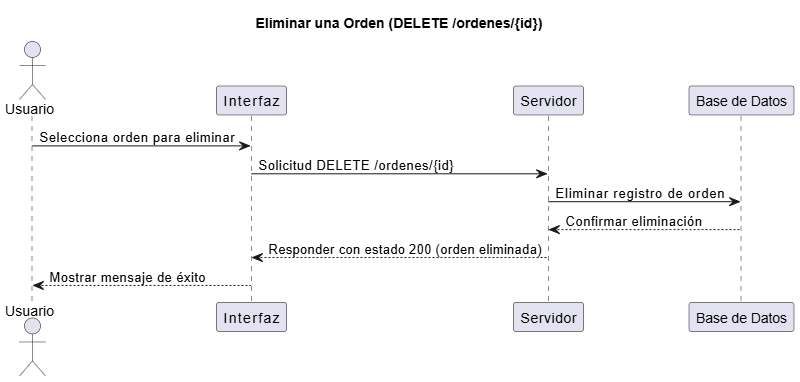 Eliminar una Orden (DELETE /ordenes/{id})
Usuario
Interfaz
Servidor
Base de Datos
Selecciona orden para eliminar
Solicitud DELETE /ordenes/{id}
Eliminar registro de orden
Confirmar eliminación
Responder con estado 200 (orden eliminada)
Mostrar mensaje de éxito
Usuario
Interfaz
Servidor
Base de Datos